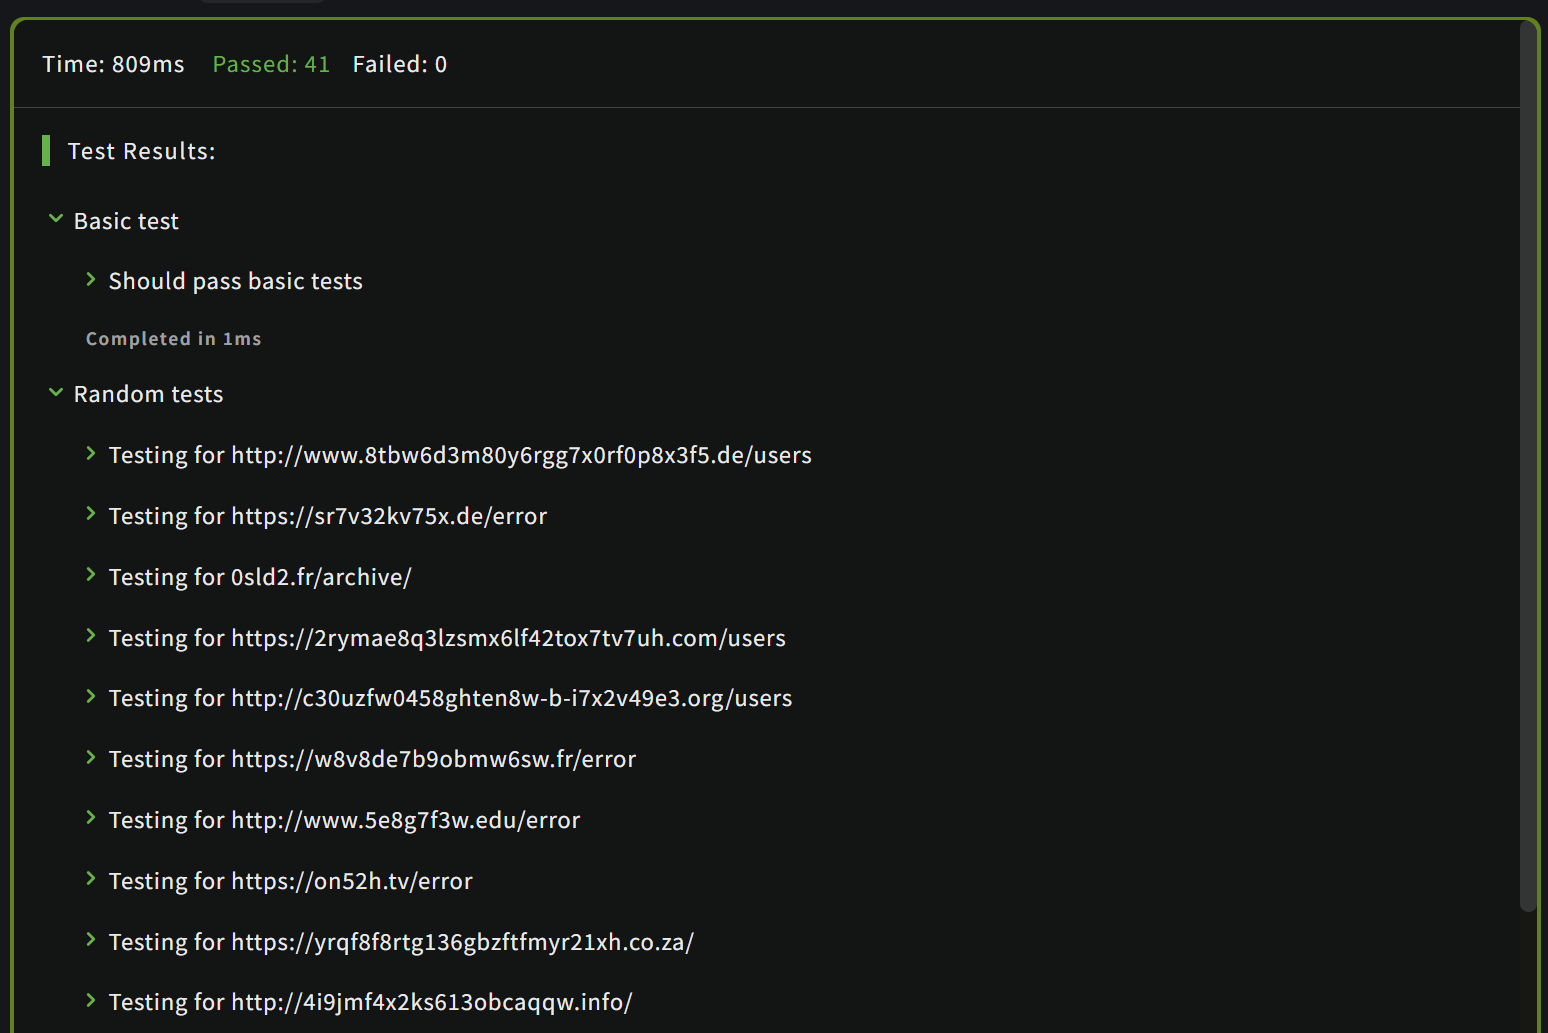 Time: 809ms Passed: 41 Failed: 0
Test Results:
Basic test
Should pass basic tests
Completed in 1ms
Random tests
Testing for http://www.8tbw6d3m80y6rgg7x0rf0p8x3f5.de/users
Testing for https://sr7v32kv75x.de/error
Testing for 0sld2.fr/archive/
Testing for https://2rymae8q3lzsmx6lf42tox7tv7uh.com/users
Testing for http://c30uzfw0458ghten8w-b-i7x2v49e3.org/users
Testing for https://w8v8de7b9obmw6sw.fr/error
Testing for http://www.5e8g7f3w.edu/error
Testing for https://on52h.tv/error
Testing for https://yrqf8f8rtg136gbzftfmyr21xh.co.za/
Testing for http://4i9jmf4x2ks613obcaqqw.info/